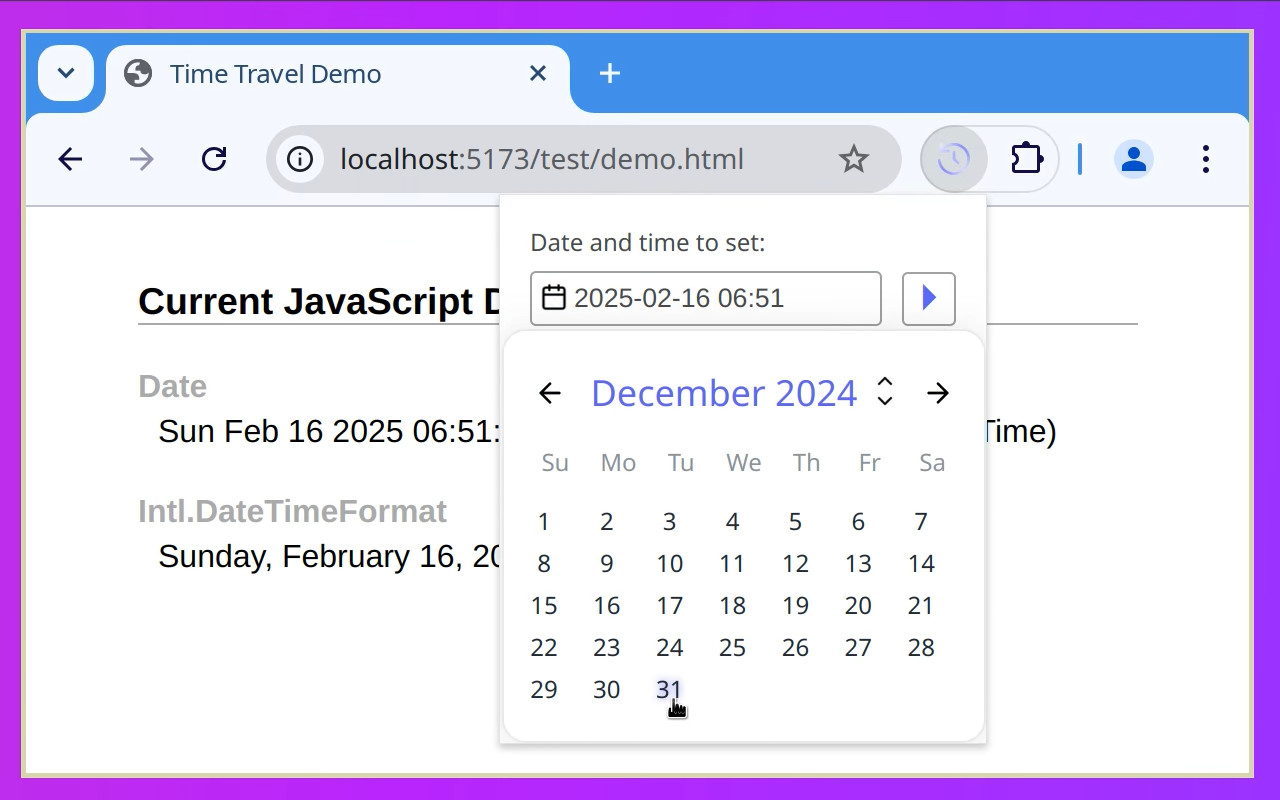 Time Travel Demo
localhost:5173/test/demo.html
Date and time to set:
2025-02-16 06:51
Current JavaScript D
Date
Sun Feb 16 2025 06:51:
Time)
Intl.DateTimeFormat
Sunday, February 16, 20
December 2024
Su Mo Tu We Th Fr Sa
1 2 3 4 5 6 7
8 9 10 11 12 13 14
15 16 17 18 19 20 21
22 23 24 25 26 27 28
29 30 31